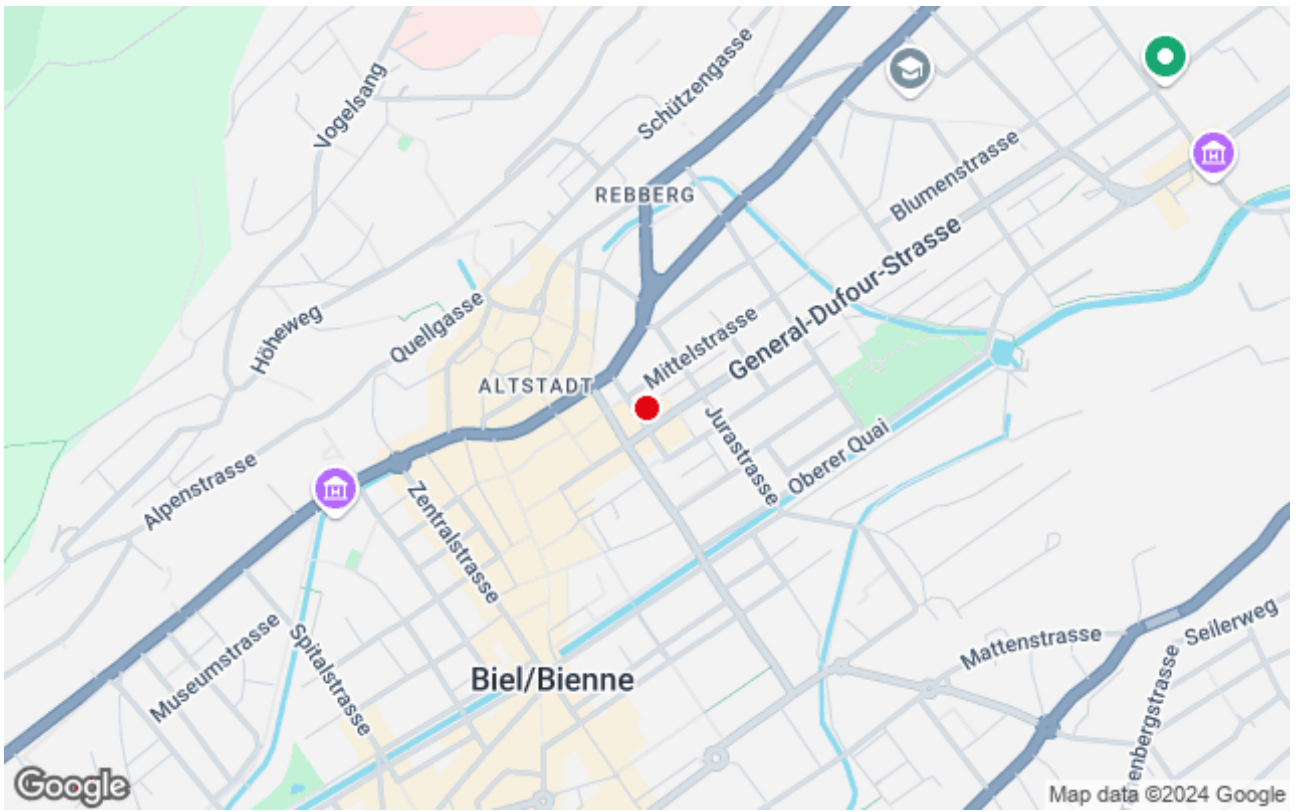 Vogelsang
Schützengasse
REBBERG
Blumenstrasse
Höheweg
Quellgasse
General-Dufour-Strasse
Mittelstrasse
ALTSTADT
Jurastrasse
Oberer Quai
Alpenstrasse
Zentralstrasse
Museumstrasse
Spitalstrasse
Biel/Bienne
Mattenstrasse
Seilerweg
enbergstrasse
Google
Map data ©2024 Google